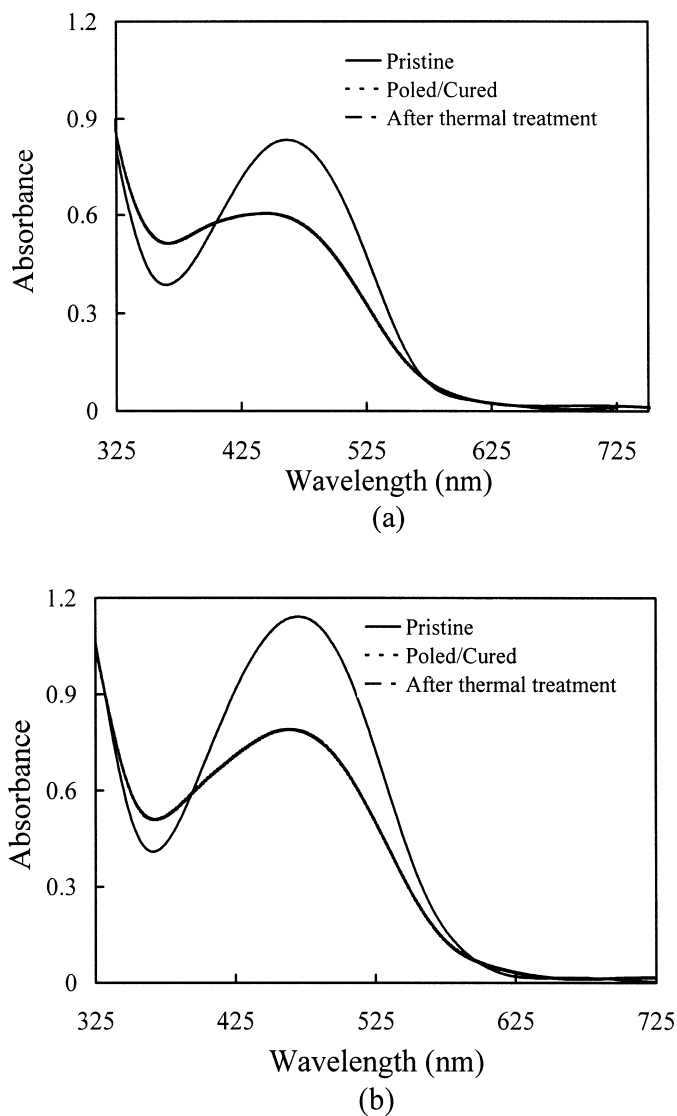 1.2
0.9
0.6
0.3
0
Absorbance
Pristine
Poled/Cured
After thermal treatment
325 425 525 625 725
Wavelength (nm)
(a)
1.2
0.9
0.6
0.3
0
Absorbance
Pristine
Poled/Cured
After thermal treatment
325 425 525 625 725
Wavelength (nm)
(b)